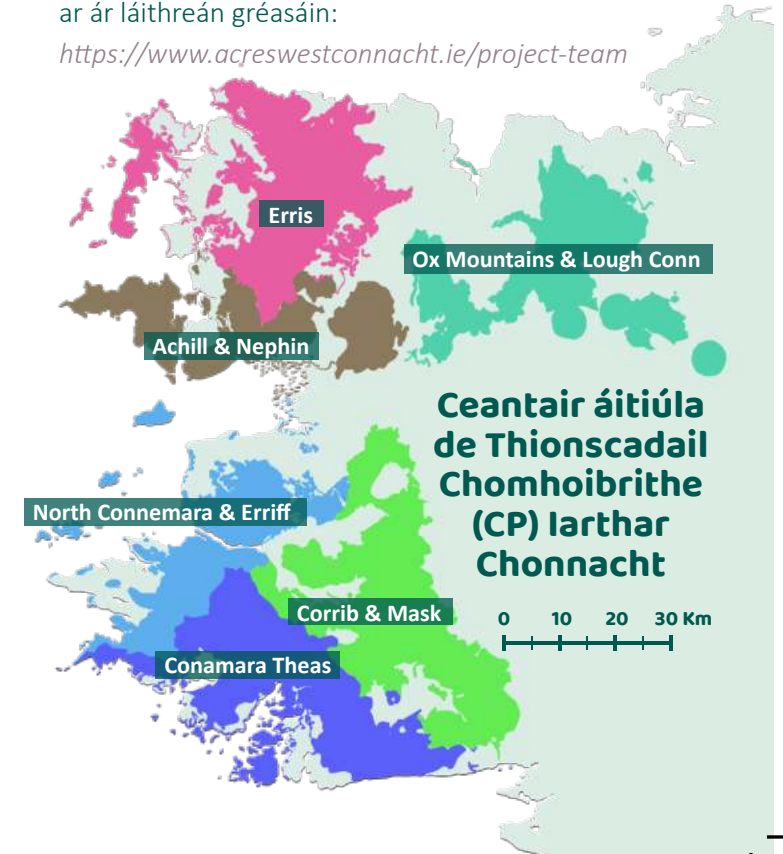 ar ár láithreán gréasáin:
https://www.acreswestconnacht.ie/project-team
Erris
Ox Mountains & Lough Conn
Achill & Nephin
Ceantair áitiúla
de Thionscadail
Chomhoibrithe
(CP) Iarthar
Chonnacht
North Connemara & Erriff
Corrib & Mask
0 10 20 30 Km
Conamara Theas